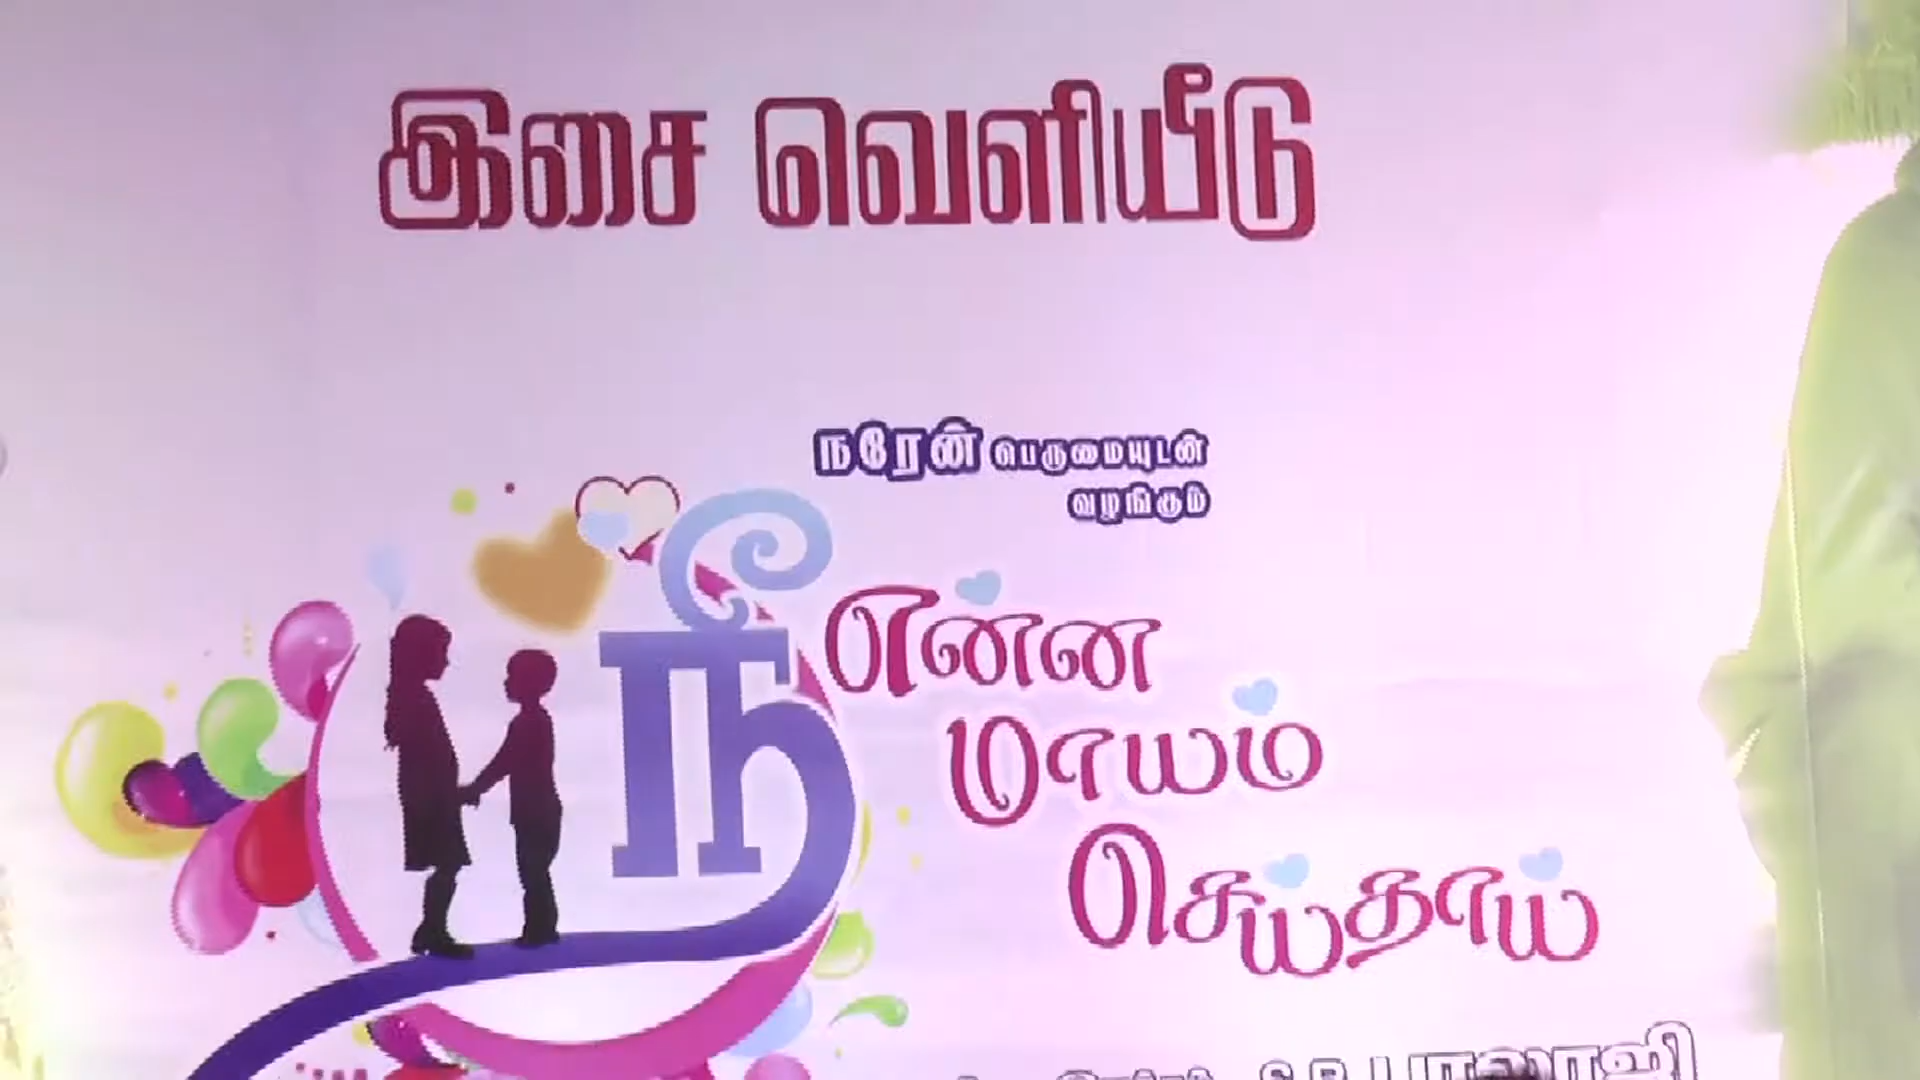 இசை வெளியீடு
நரேன் பெருமையுடன்
வழங்கும்
நீ என்ன
மாயம்
செய்தாய்
S.P. பாலாஜி